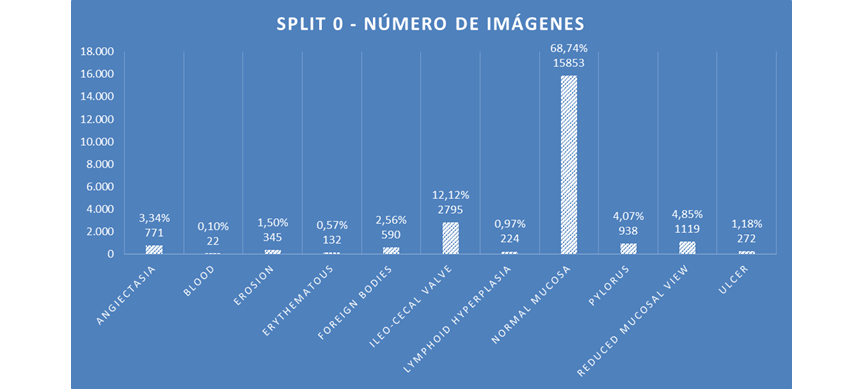 SPLIT 0 - NÚMERO DE IMÁGENES
18.000
16.000
14.000
12.000
10.000
8.000
6.000
4.000
2.000
0
3,34%
771
0,10%
22
1,50%
345
0,57%
132
2,56%
590
12,12%
2795
0,97%
224
68,74%
15853
4,07%
938
4,85%
1119
1,18%
272
ANGIECTASIA
BLOOD
EROSION
ERYTHEMATOUS
FOREIGN BODIES
ILEO-CECAL VALVE
LYMPHOID HYPERPLASIA
NORMAL MUCOSA
PYLORUS
REDUCED MUCOSAL VIEW
ULCER